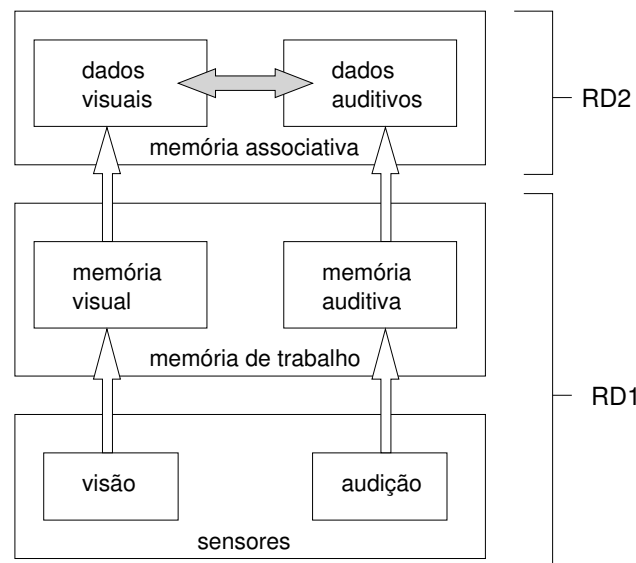 dados
visuais
dados
auditivos
memória associativa
RD2
memória
visual
memória
auditiva
memória de trabalho
RD1
visão
audição
sensores